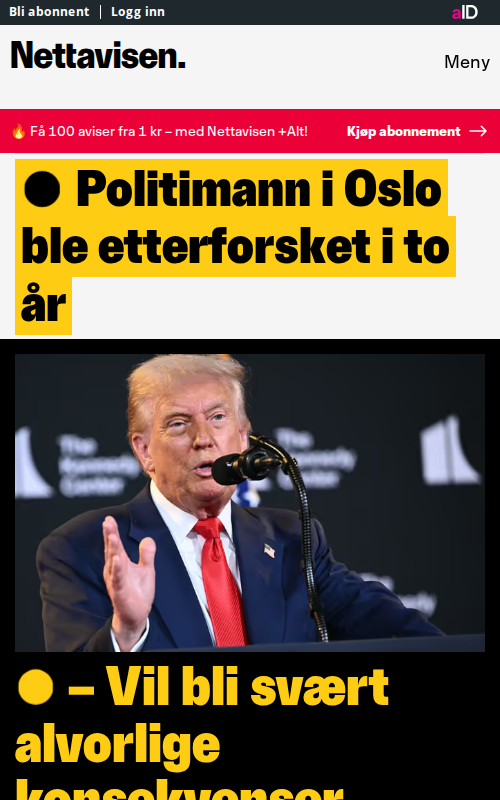 Bli abonnent | Logg inn
aID
Nettavisen.
Meny
🔥 Få 100 aviser fra 1 kr – med Nettavisen +Alt!
Kjøp abonnement →
Politimann i Oslo
ble etterforsket i to
år
The
Kennedy
Center
The
Kennedy
Center
– Vil bli svært
alvorlige
konsekvenser